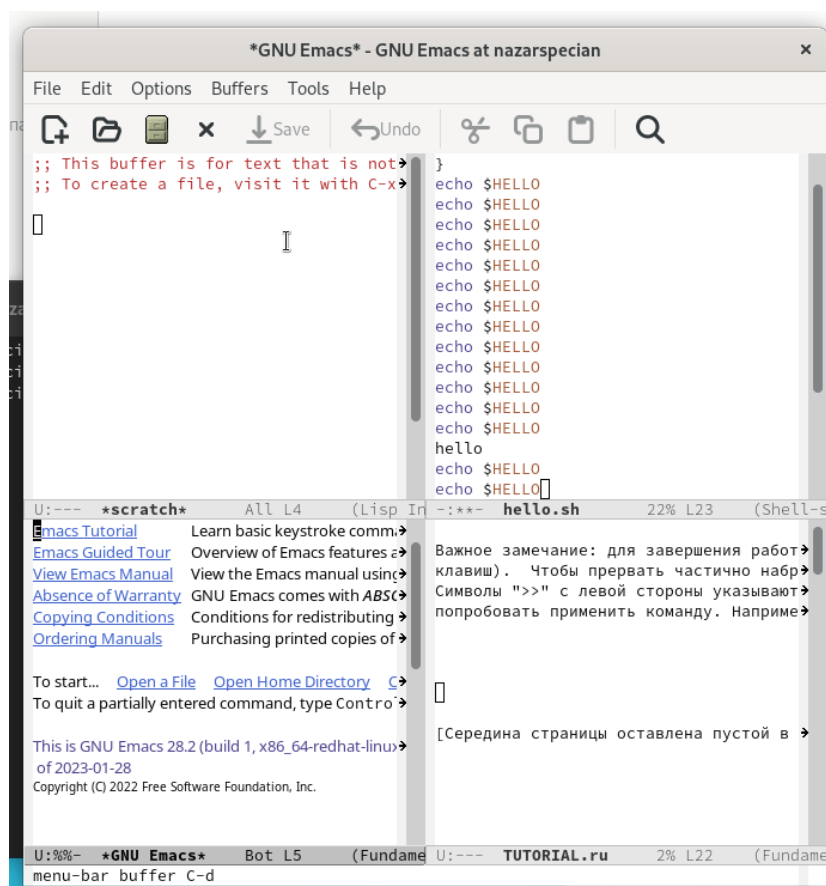 *GNU Emacs* - GNU Emacs at nazarspecian
File Edit Options Buffers Tools Help
Save Undo
;; This buffer is for text that is not
;; To create a file, visit it with C-x
U:--- *scratch* All L4 (Lisp In
}
echo $HELLO
echo $HELLO
echo $HELLO
echo $HELLO
echo $HELLO
echo $HELLO
echo $HELLO
echo $HELLO
echo $HELLO
echo $HELLO
echo $HELLO
echo $HELLO
echo $HELLO
hello
echo $HELLO
echo $HELLO
-:**- hello.sh 22% L23 (Shell-s
Emacs Tutorial Learn basic keystroke comma
Emacs Guided Tour Overview of Emacs features a
View Emacs Manual View the Emacs manual using
Absence of Warranty GNU Emacs comes with ABSO
Copying Conditions Conditions for redistributing
Ordering Manuals Purchasing printed copies of
To start... Open a File Open Home Directory C
To quit a partially entered command, type Contro
This is GNU Emacs 28.2 (build 1, x86_64-redhat-linux
of 2023-01-28
Copyright (C) 2022 Free Software Foundation, Inc.
U:%%- *GNU Emacs* Bot L5 (Fundame
Важное замечание: для завершения работ
клавиш). Чтобы прервать частично набр
Символы ">>" с левой стороны указывают
попробовать применить команду. Наприме
[Середина страницы оставлена пустой в
U:--- TUTORIAL.ru 2% L22 (Fundame
menu-bar buffer C-d